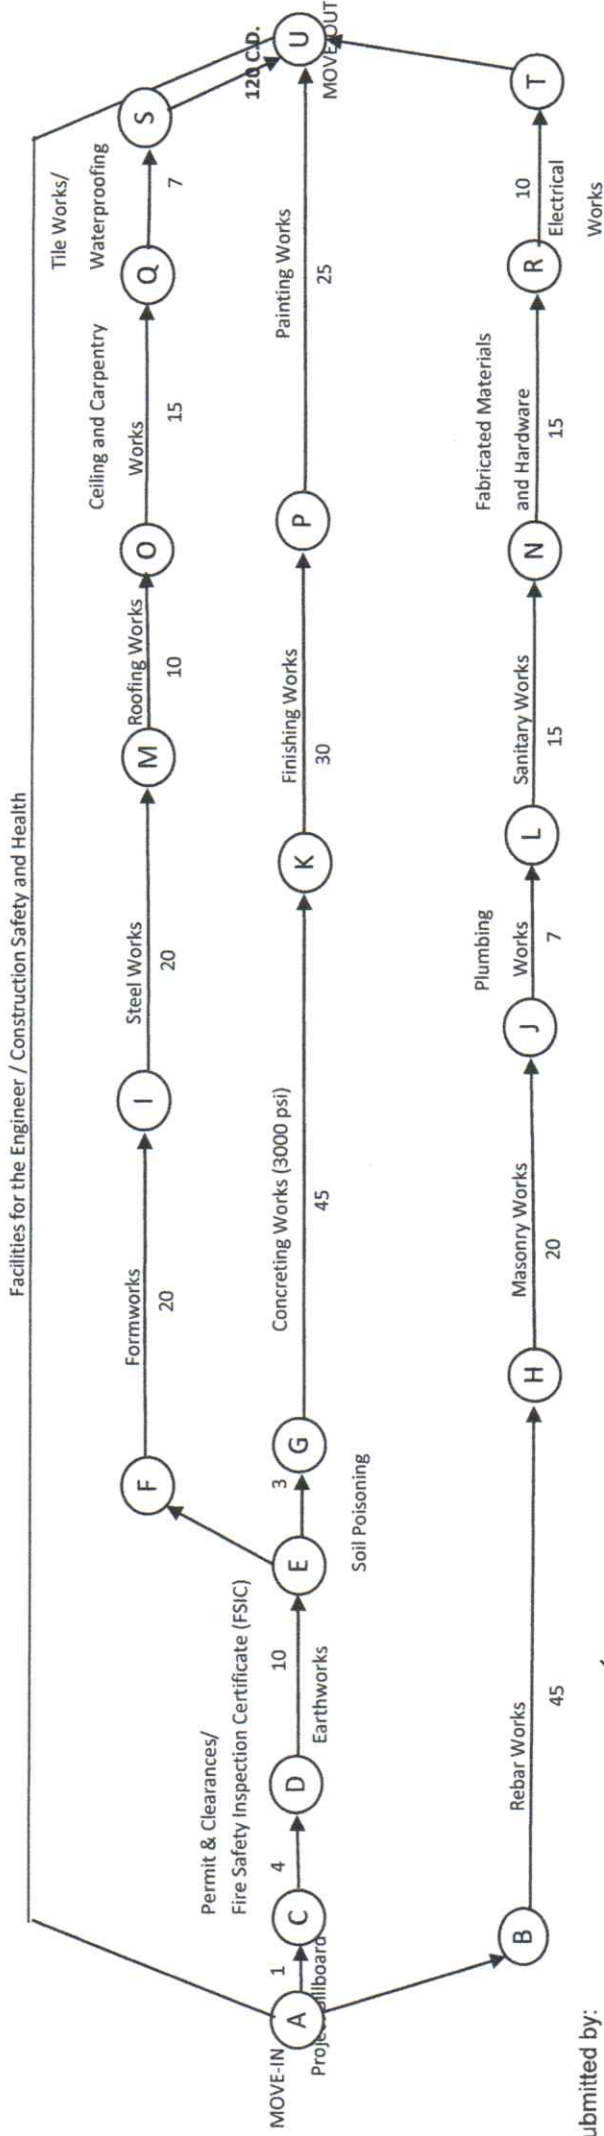 Facilities for the Engineer / Construction Safety and Health
Tile Works/
Waterproofing
Ceiling and Carpentry
F
Formworks
20
I
Steel Works
20
M
Roofing Works
10
O
Works
15
Q
7
S
120 C.D.
Permit & Clearances/
Fire Safety Inspection Certificate (FSIC)
MOVE-IN
A
1
Project Billboard
C
4
D
10
Earthworks
E
3
Soil Poisoning
G
Concreting Works (3000 psi)
45
K
Finishing Works
30
P
Painting Works
25
U
MOVE-OUT
B
Rebar Works
45
H
Masonry Works
20
J
Plumbing
Works
7
L
Sanitary Works
15
N
Fabricated Materials
and Hardware
15
R
10
Electrical
Works
T
ubmitted by: